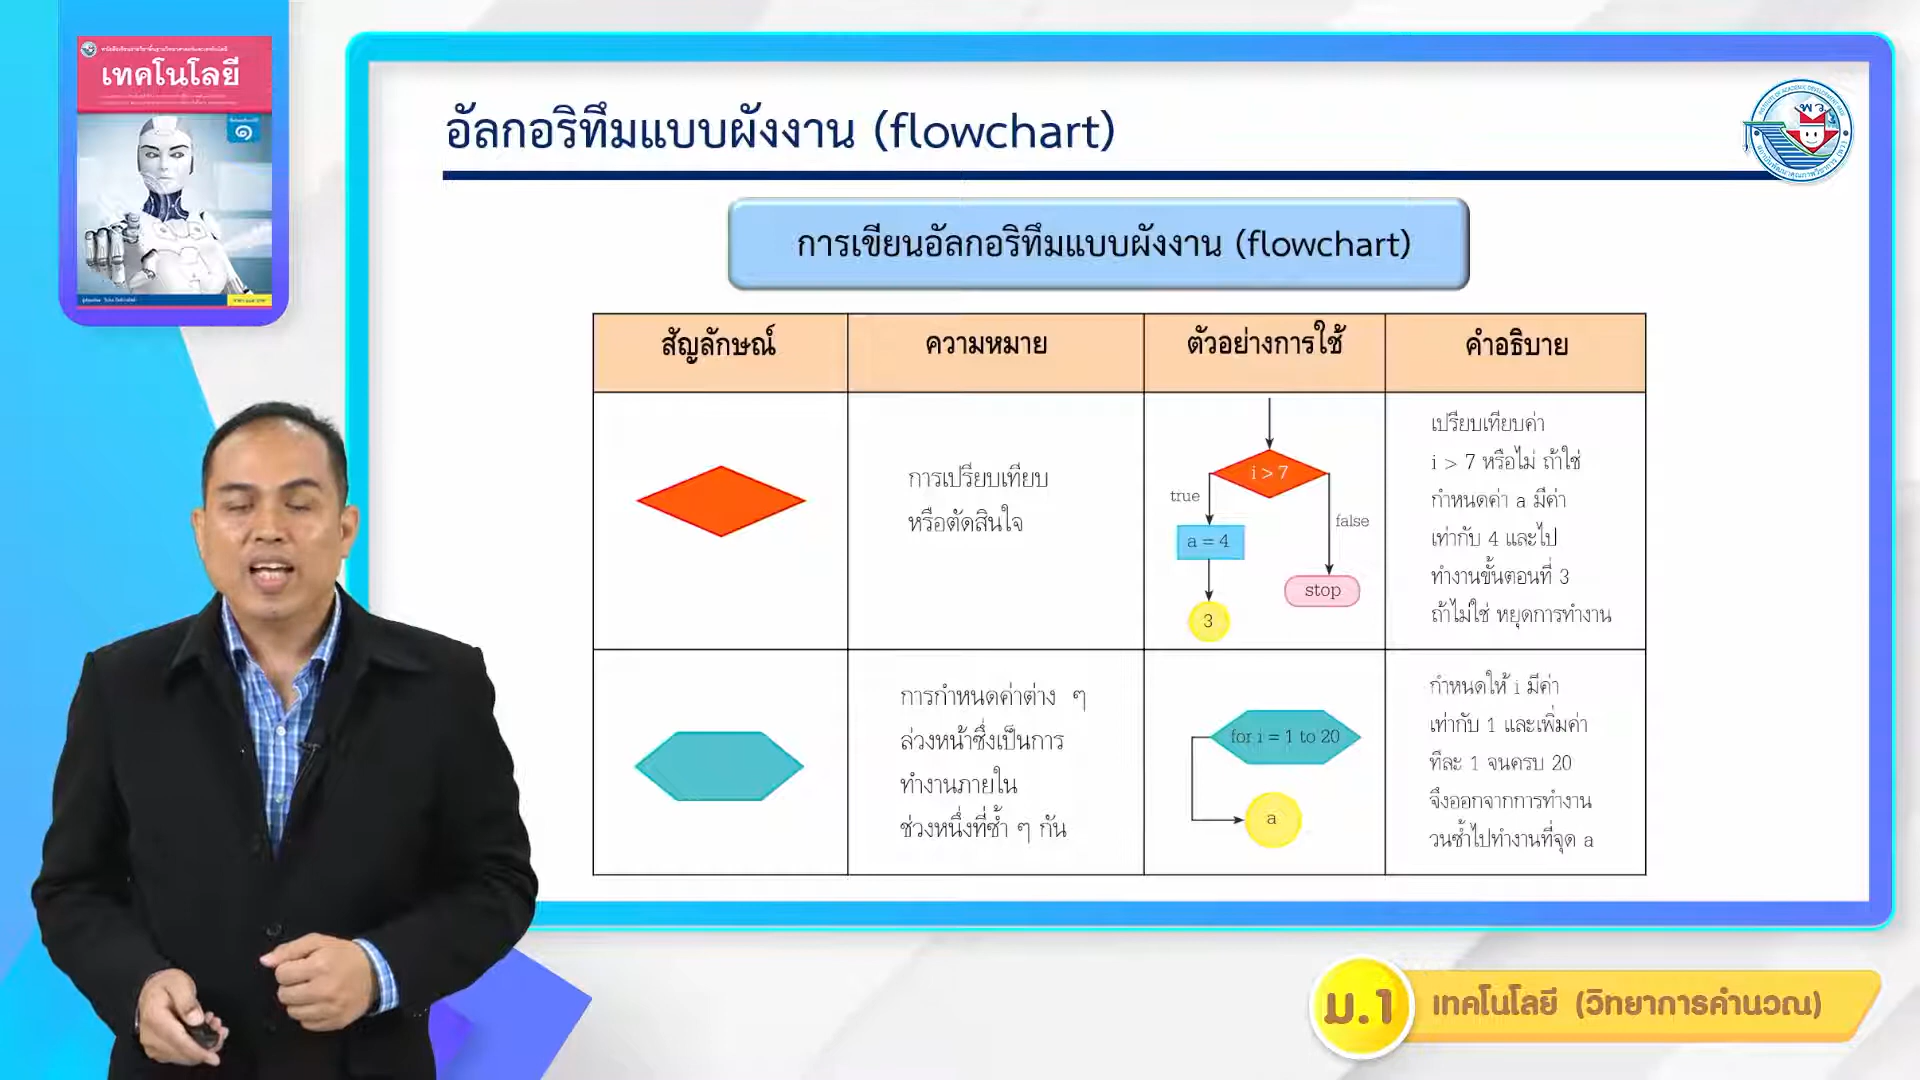 เทคโนโลยี
๑
อัลกอริทึมแบบผังงาน (flowchart)
พว
การเขียนอัลกอริทึมแบบผังงาน (flowchart)
สัญลักษณ์
ความหมาย
ตัวอย่างการใช้
คำอธิบาย
การเปรียบเทียบ
หรือตัดสินใจ
i > 7
true
false
a = 4
stop
3
เปรียบเทียบค่า
i > 7 หรือไม่ ถ้าใช่
กำหนดค่า a มีค่า
เท่ากับ 4 และไป
ทำงานขั้นตอนที่ 3
ถ้าไม่ใช่ หยุดการทำงาน
การกำหนดค่าต่าง ๆ
ล่วงหน้าซึ่งเป็นการ
ทำงานภายใน
ช่วงหนึ่งที่ซ้ำ ๆ กัน
for i = 1 to 20
a
กำหนดให้ i มีค่า
เท่ากับ 1 และเพิ่มค่า
ทีละ 1 จนครบ 20
จึงออกจากการทำงาน
วนซ้ำไปทำงานที่จุด a
ม.1
เทคโนโลยี (วิทยาการคำนวณ)